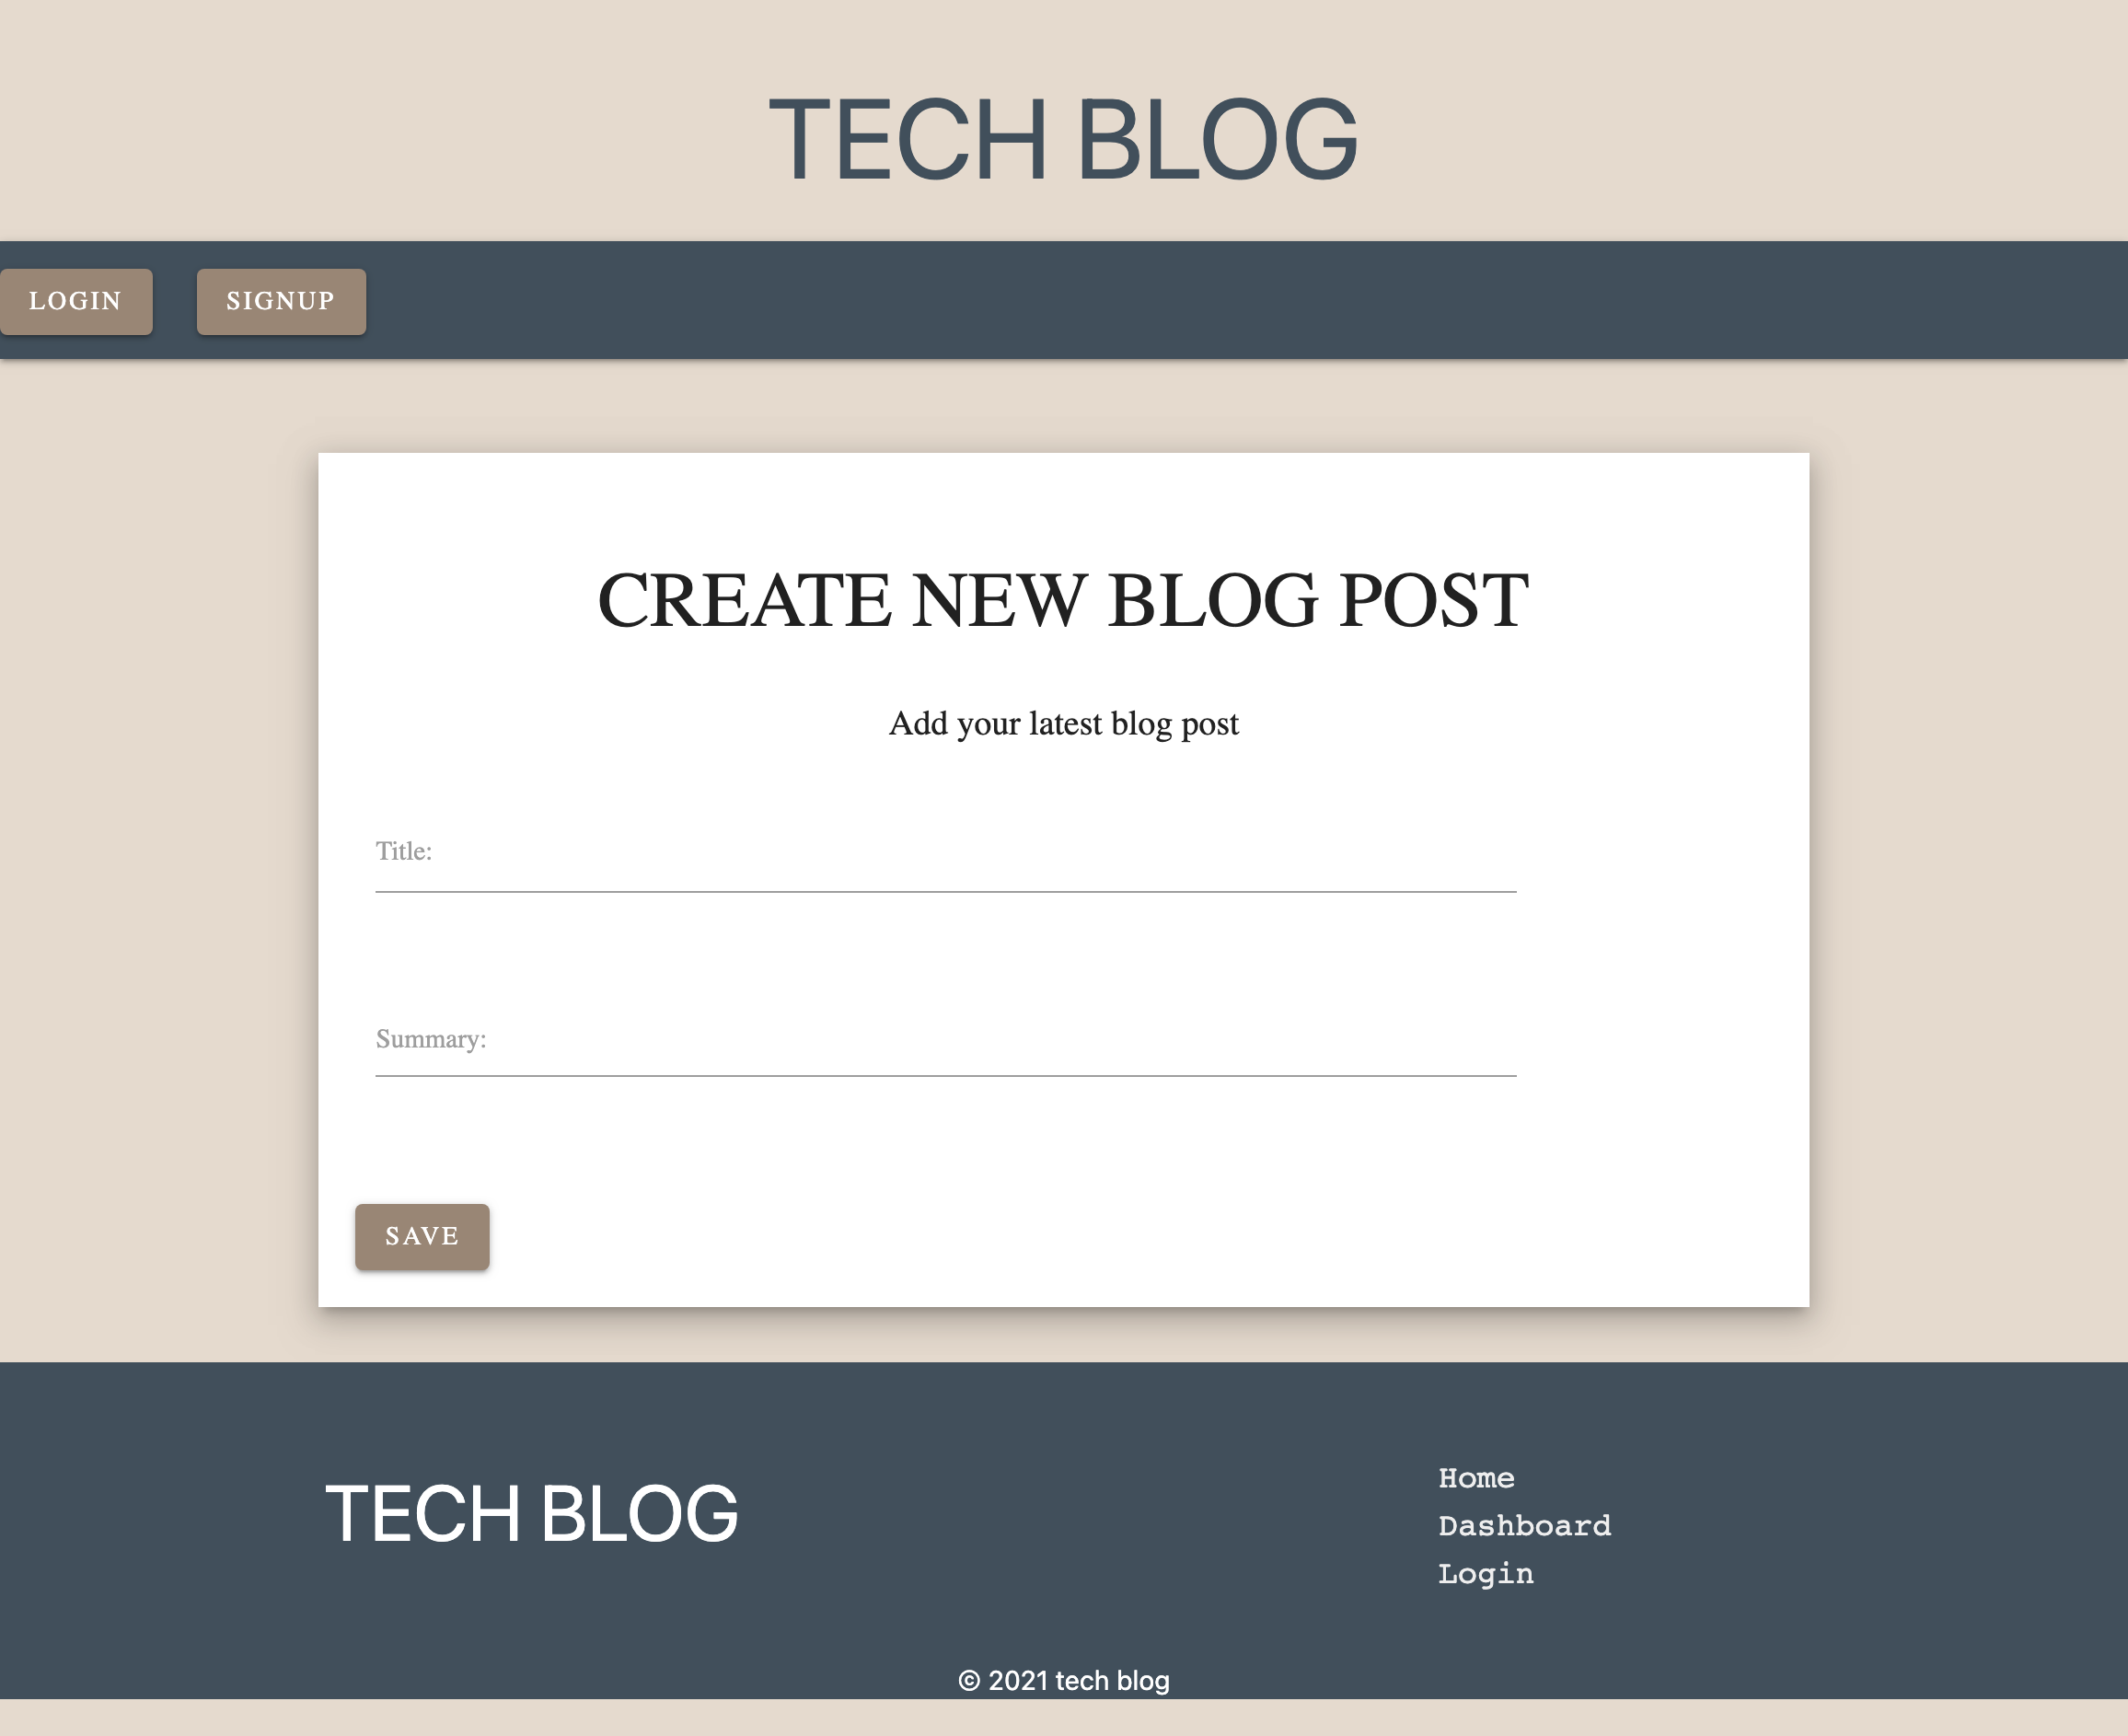 TECH BLOG
LOGIN SIGNUP
CREATE NEW BLOG POST
Add your latest blog post
Title:
Summary:
SAVE
TECH BLOG
Home
Dashboard
Login
© 2021 tech blog